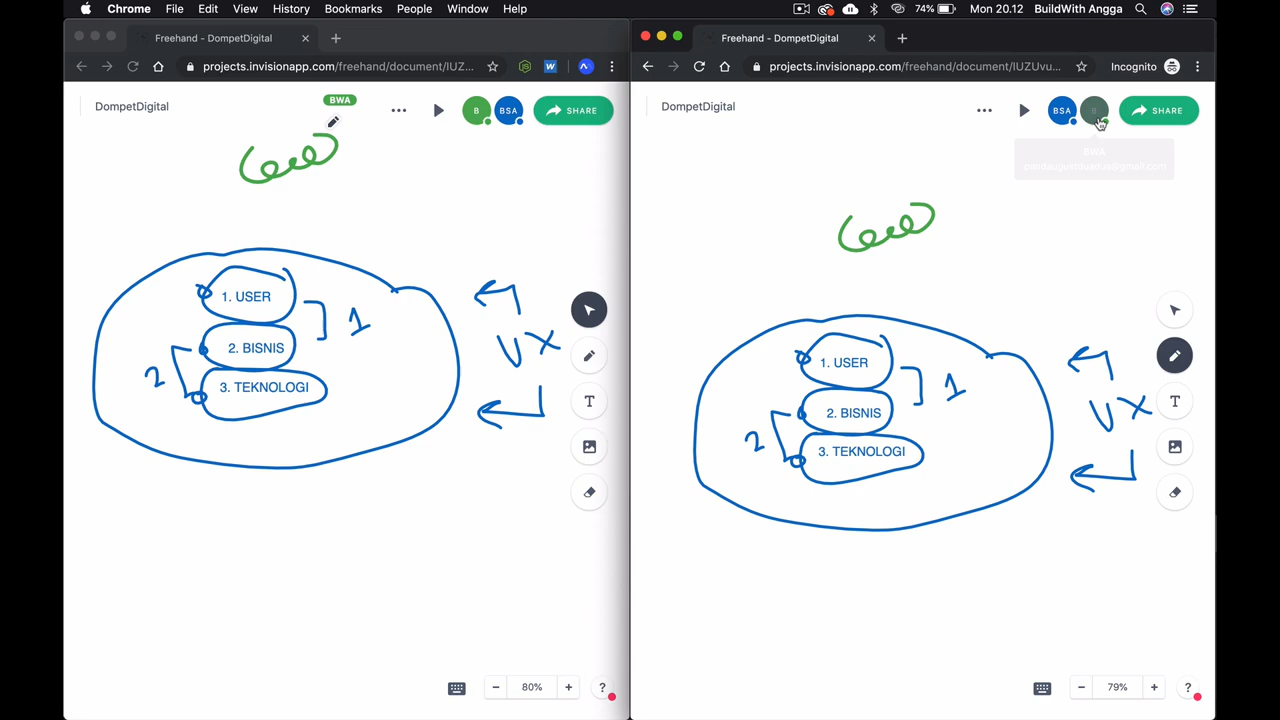 Chrome File Edit View History Bookmarks People Window Help 74% Mon 20.12 BuildWith Angga
Freehand - DompetDigital
projects.invisionapp.com/freehand/document/IUZ...
DompetDigital
BWA
B BSA SHARE
1. USER
1
2. BISNIS
UX
2
3. TEKNOLOGI
T
80% ?
Freehand - DompetDigital
projects.invisionapp.com/freehand/document/IUZUvu... Incognito
DompetDigital
BSA SHARE
BWA
1. USER
1
2. BISNIS
UX
2
3. TEKNOLOGI
T
79% ?